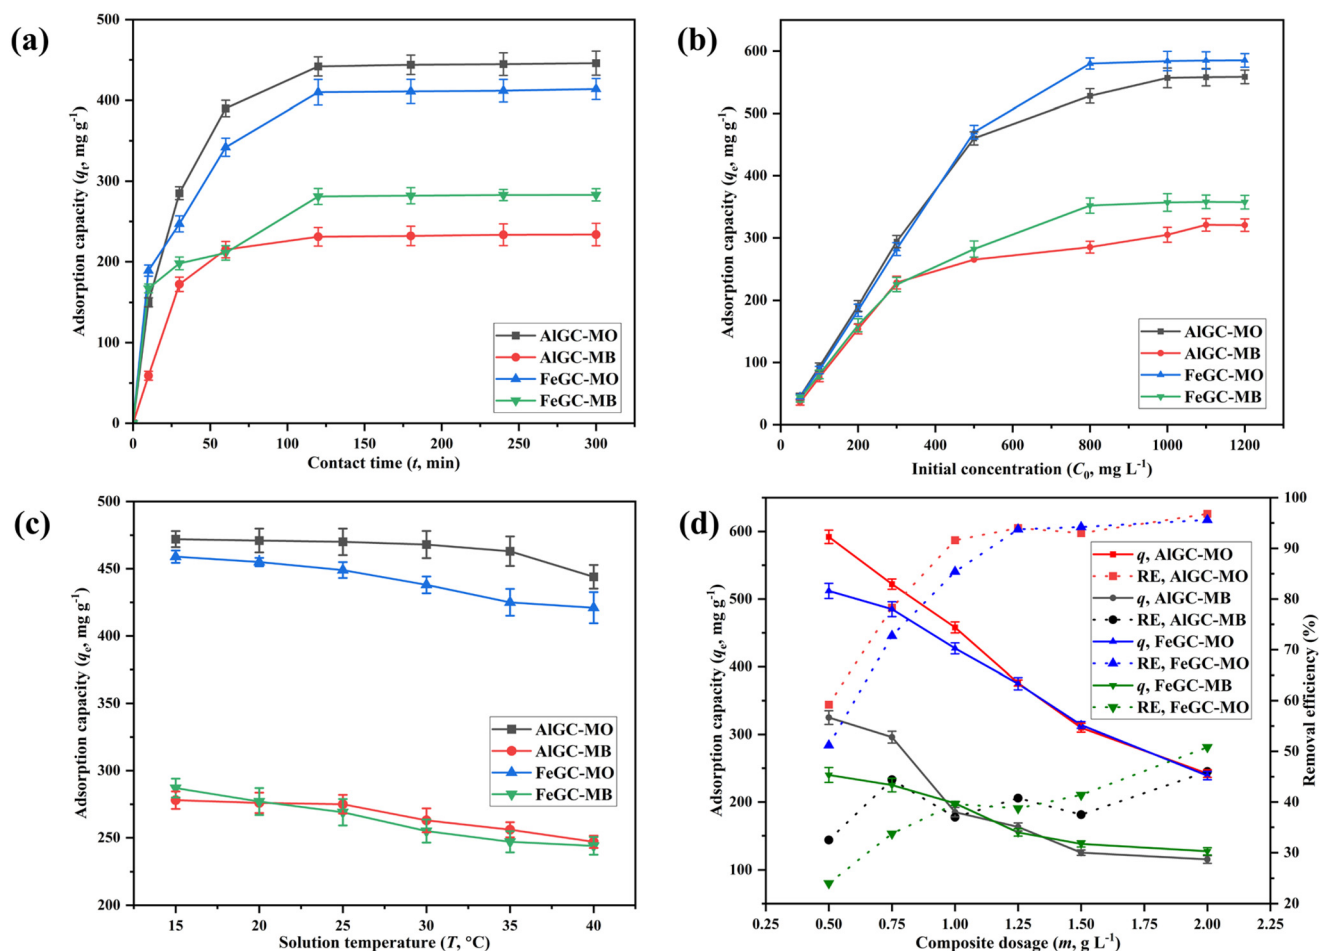 (a)
500
400
300
200
100
0
Adsorption capacity (qt, mg g-1)
AlGC-MO
AlGC-MB
FeGC-MO
FeGC-MB
0 50 100 150 200 250 300
Contact time (t, min)
(b)
600
500
400
300
200
100
0
Adsorption capacity (qe, mg g-1)
AlGC-MO
AlGC-MB
FeGC-MO
FeGC-MB
0 200 400 600 800 1000 1200
Initial concentration (C0, mg L-1)
(c)
500
475
450
425
400
300
275
250
225
200
Adsorption capacity (qe, mg g-1)
AlGC-MO
AlGC-MB
FeGC-MO
FeGC-MB
15 20 25 30 35 40
Solution temperature (T, °C)
(d)
600
500
400
300
200
100
Adsorption capacity (qe, mg g-1)
q, AlGC-MO
RE, AlGC-MO
q, AlGC-MB
RE, AlGC-MB
q, FeGC-MO
RE, FeGC-MO
q, FeGC-MB
RE, FeGC-MO
100
90
80
70
60
50
40
30
20
Removal efficiency (%)
0.25 0.50 0.75 1.00 1.25 1.50 1.75 2.00 2.25
Composite dosage (m, g L-1)